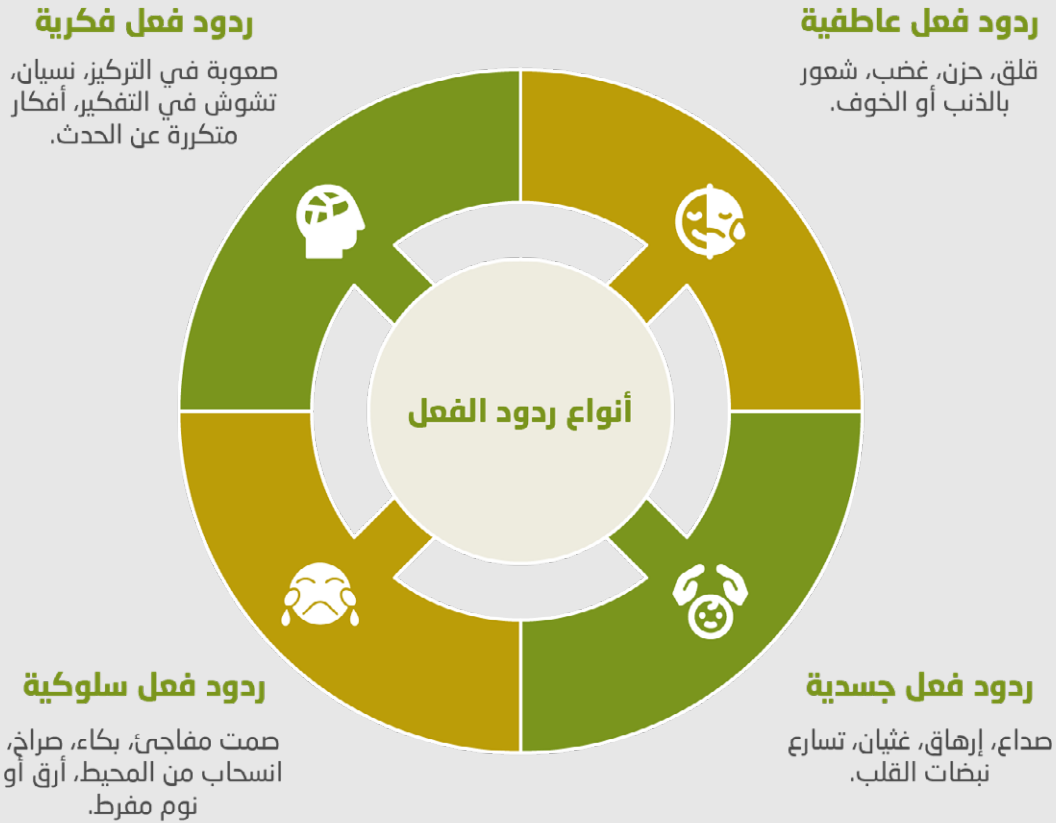 ردود فعل عاطفية
قلق، حزن، غضب، شعور
بالذنب أو الخوف.
ردود فعل فكرية
صعوبة في التركيز، نسيان،
تشوش في التفكير، أفكار
متكررة عن الحدث.
أنواع ردود الفعل
ردود فعل جسدية
صداع، إرهاق، غثيان، تسارع
نبضات القلب.
ردود فعل سلوكية
صمت مفاجئ، بكاء، صراخ،
انسحاب من المحيط، أرق أو
نوم مفرط.